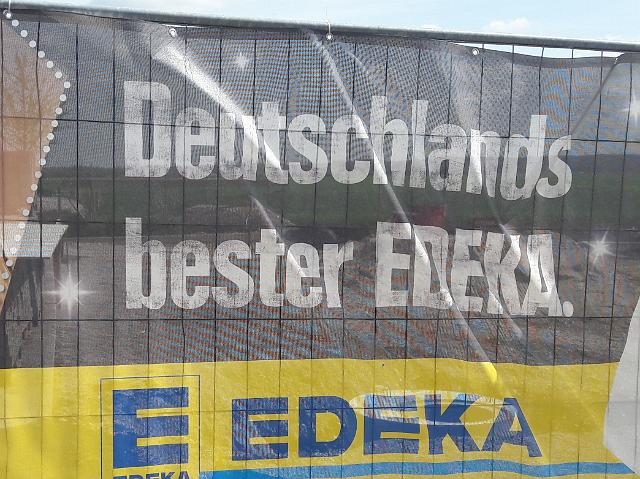 Deutschlands
bester EDEKA.
E EDEKA
EDEKA